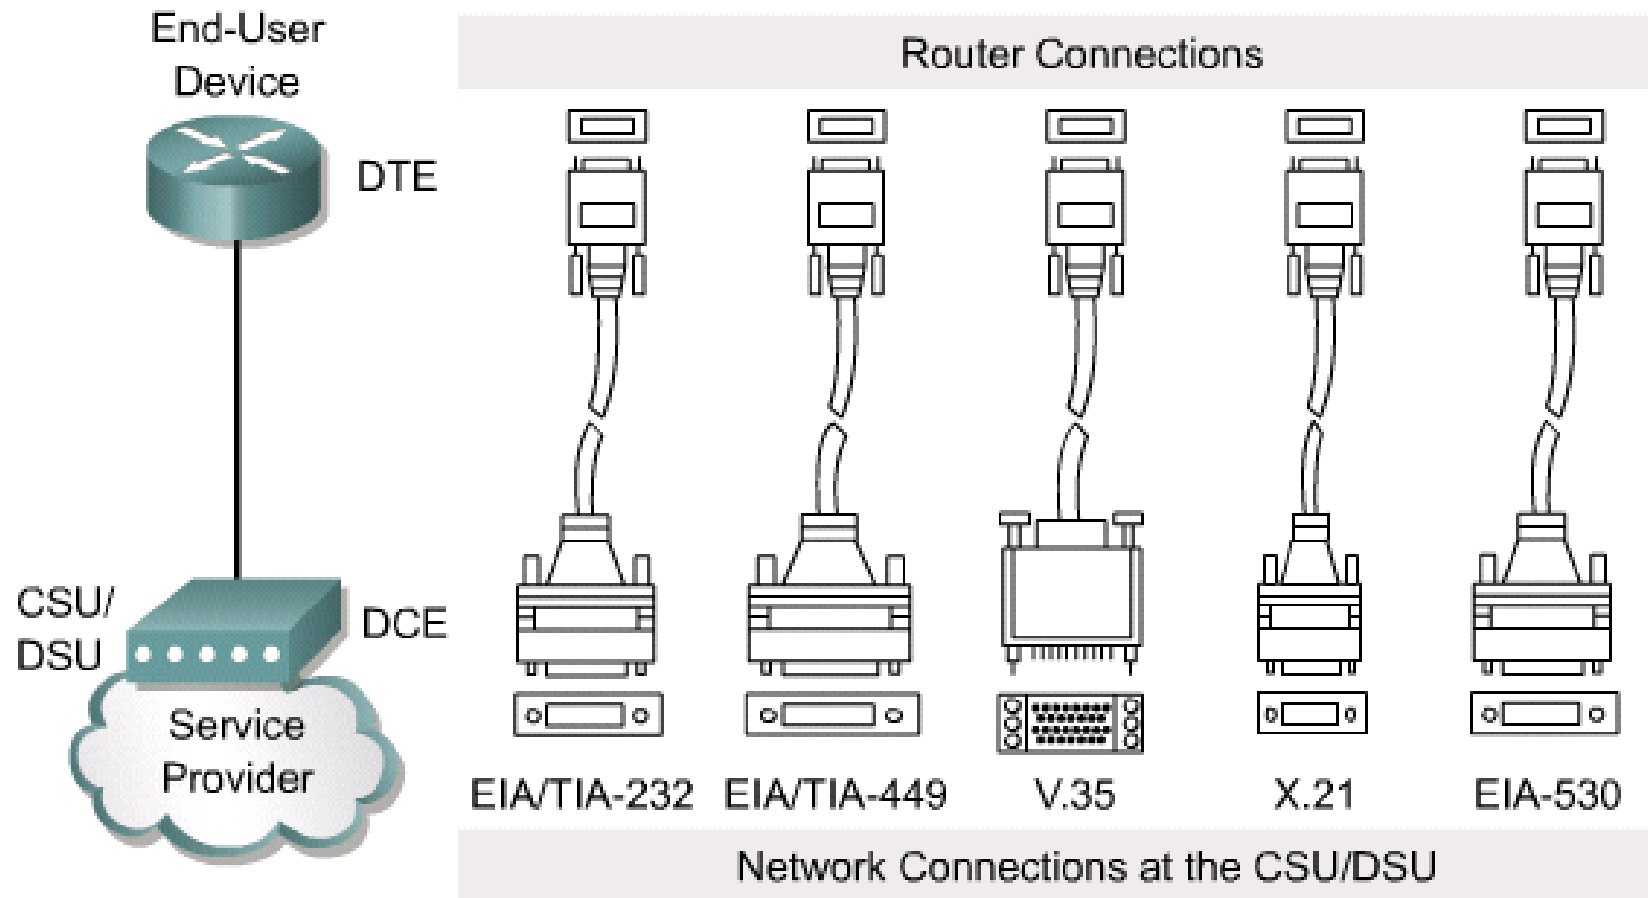 End-User
Device
DTE
CSU/
DSU
DCE
Service
Provider
Router Connections
EIA/TIA-232
EIA/TIA-449
V.35
X.21
EIA-530
Network Connections at the CSU/DSU